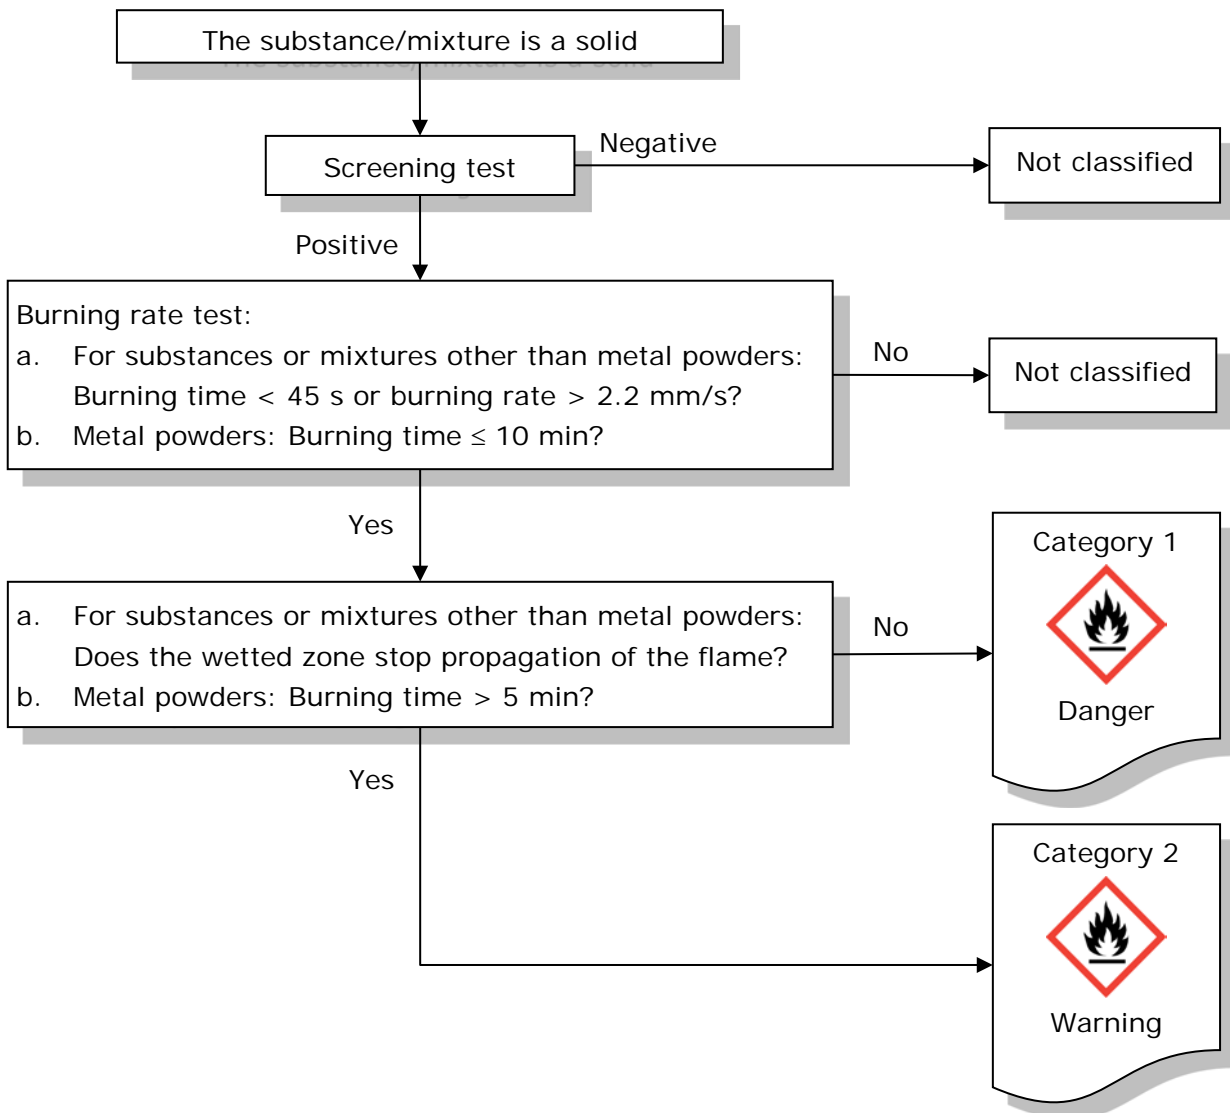 The substance/mixture is a solid
Screening test
Negative
Not classified
Positive
Burning rate test:
a. For substances or mixtures other than metal powders:
Burning time < 45 s or burning rate > 2.2 mm/s?
b. Metal powders: Burning time ≤ 10 min?
No
Not classified
Yes
a. For substances or mixtures other than metal powders:
Does the wetted zone stop propagation of the flame?
b. Metal powders: Burning time > 5 min?
No
Category 1
Danger
Yes
Category 2
Warning